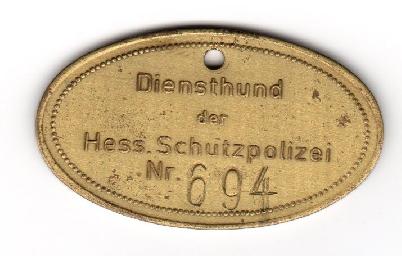 Diensthund
der
Hess. Schutzpolizei
Nr. 694